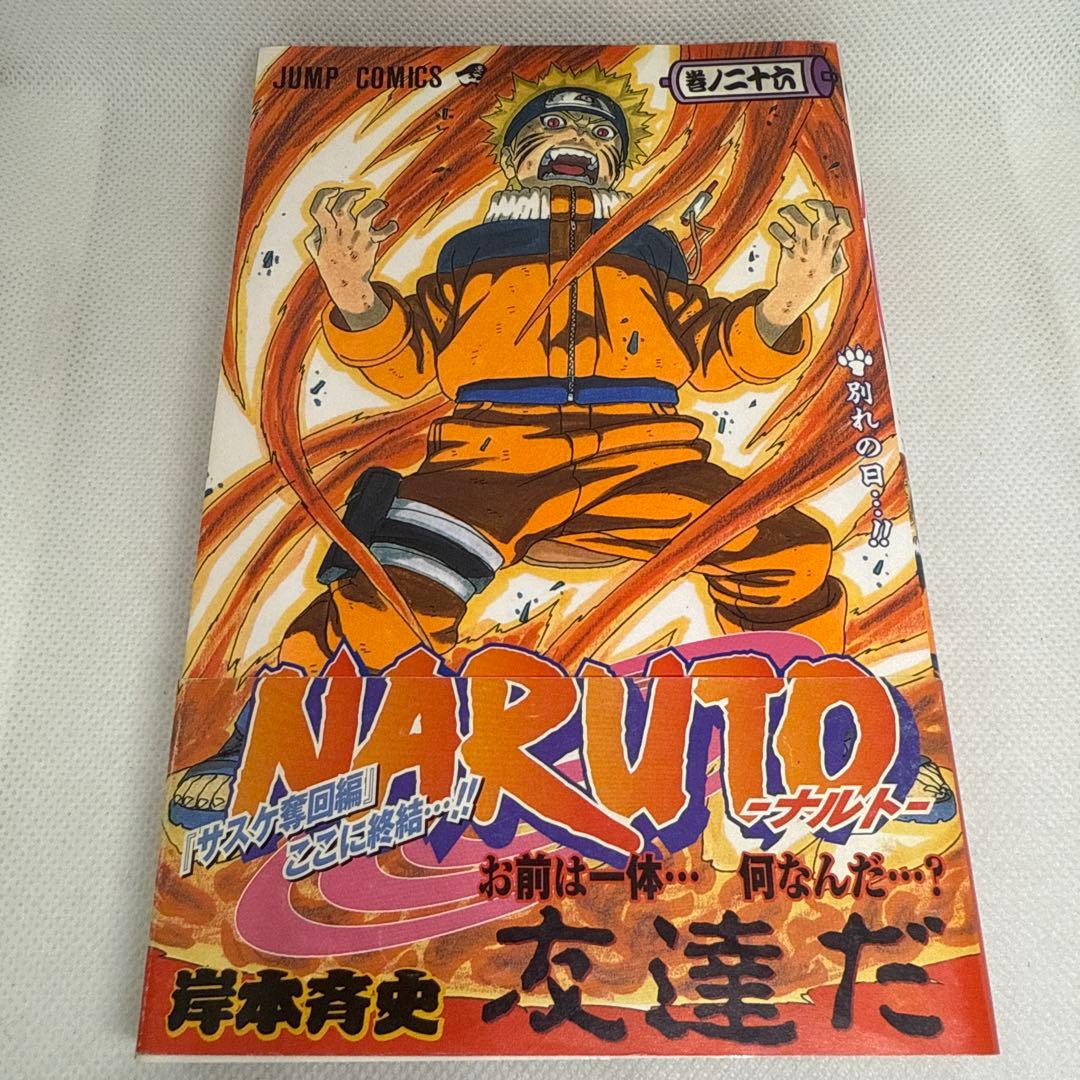 JUMP COMICS
巻ノ二十六
別れの日…!!
NARUTO
-ナルト-
『サスケ奪回編』
ここに終結…!!
お前は一体… 何なんだ…?
友達だ
岸本斉史